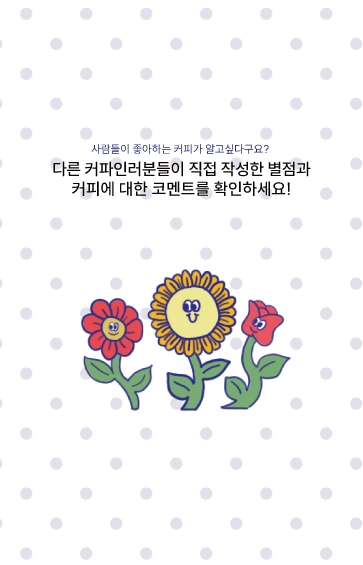 사람들이 좋아하는 커피가 알고싶다구요?
다른 커파인러분들이 직접 작성한 별점과
커피에 대한 코멘트를 확인하세요!